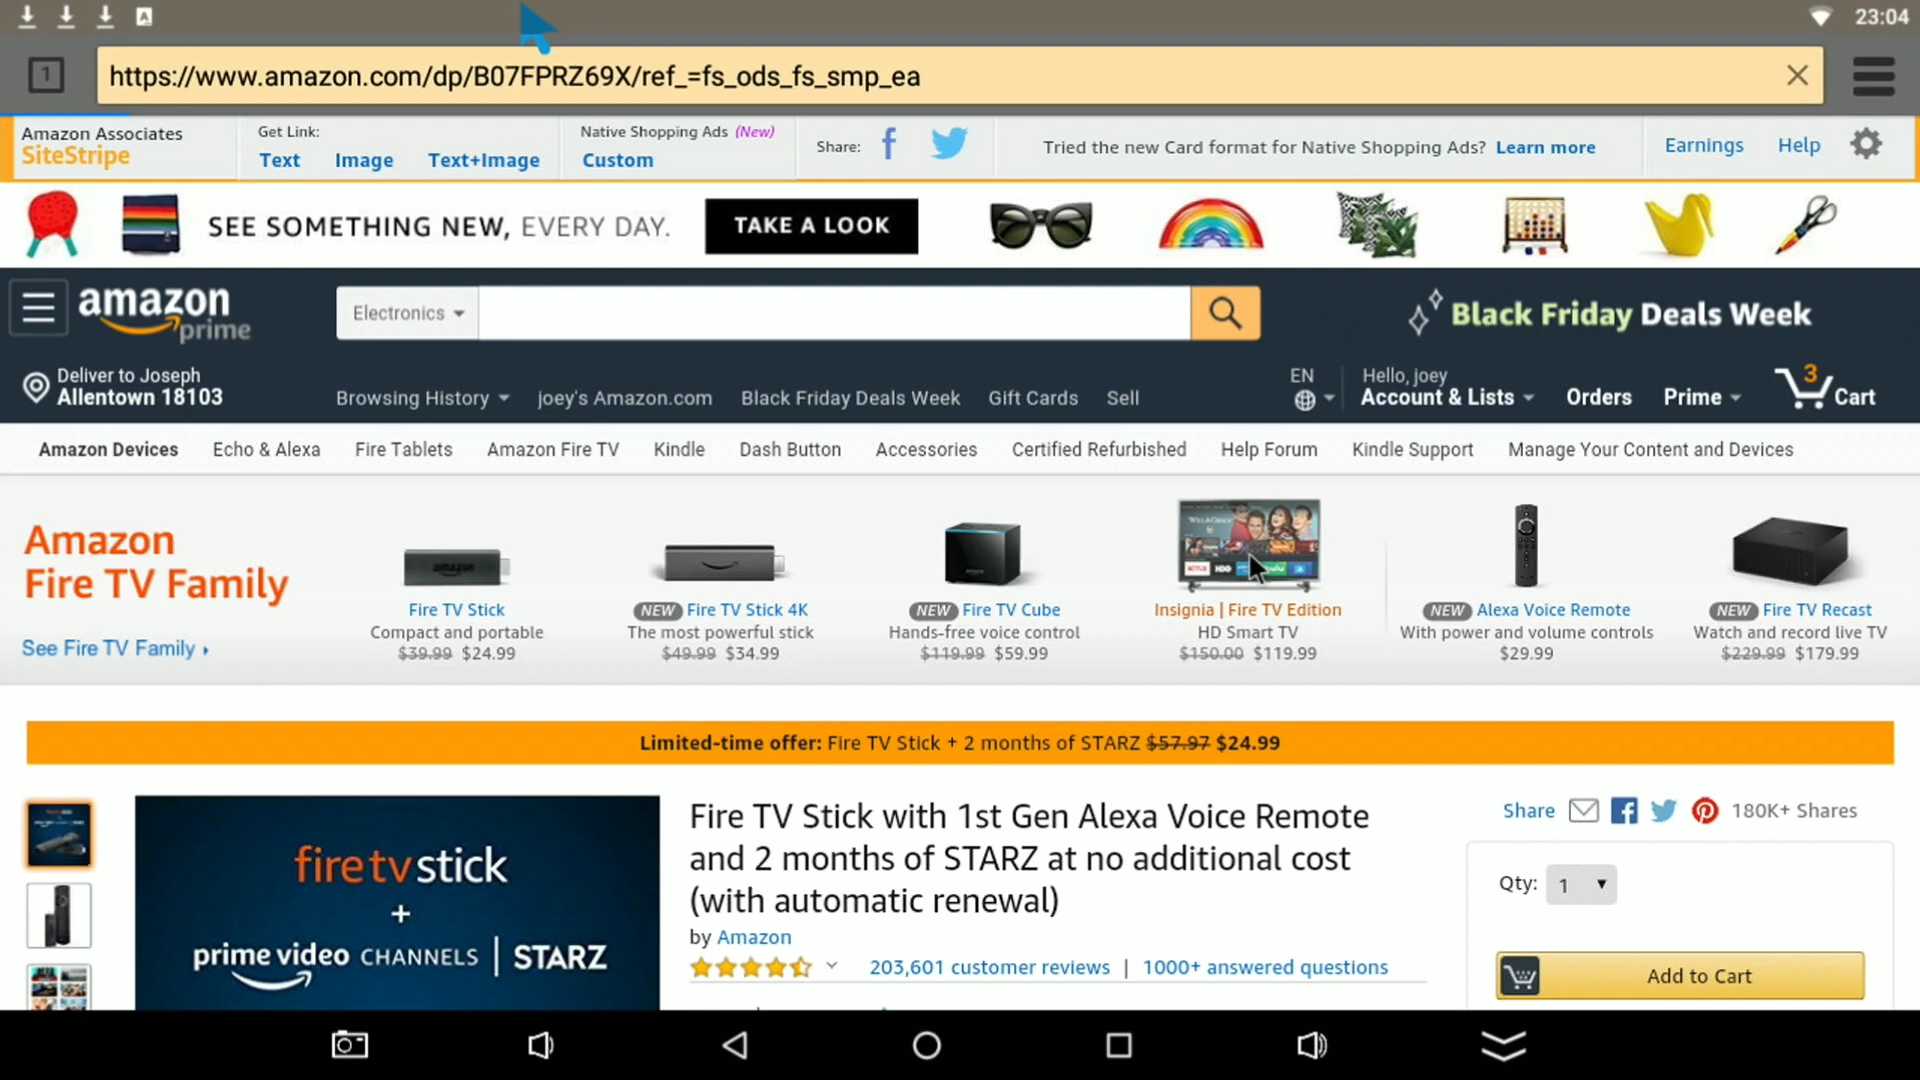 23:04
1
https://www.amazon.com/dp/B07FPRZ69X/ref_=fs_ods_fs_smp_ea
Amazon Associates
SiteStripe
Get Link:
Text Image Text+Image
Native Shopping Ads (New)
Custom
Share:
Tried the new Card format for Native Shopping Ads? Learn more
Earnings Help
SEE SOMETHING NEW, EVERY DAY.
TAKE A LOOK
amazon
prime
Electronics
Black Friday Deals Week
Deliver to Joseph
Allentown 18103
Browsing History joey's Amazon.com Black Friday Deals Week Gift Cards Sell
EN
Hello, joey
Account & Lists
Orders
Prime
3
Cart
Amazon Devices Echo & Alexa Fire Tablets Amazon Fire TV Kindle Dash Button Accessories Certified Refurbished Help Forum Kindle Support Manage Your Content and Devices
Amazon
Fire TV Family
See Fire TV Family
amazon
Fire TV Stick
Compact and portable
$39.99 $24.99
NEW Fire TV Stick 4K
The most powerful stick
$49.99 $34.99
NEW Fire TV Cube
Hands-free voice control
$119.99 $59.99
NETFLIX HBO hulu
Insignia | Fire TV Edition
HD Smart TV
$150.00 $119.99
NEW Alexa Voice Remote
With power and volume controls
$29.99
NEW Fire TV Recast
Watch and record live TV
$229.99 $179.99
Limited-time offer: Fire TV Stick + 2 months of STARZ $57.97 $24.99
firetvstick
+
prime video CHANNELS | STARZ
Fire TV Stick with 1st Gen Alexa Voice Remote
and 2 months of STARZ at no additional cost
(with automatic renewal)
by Amazon
203,601 customer reviews | 1000+ answered questions
Share 180K+ Shares
Qty: 1
Add to Cart